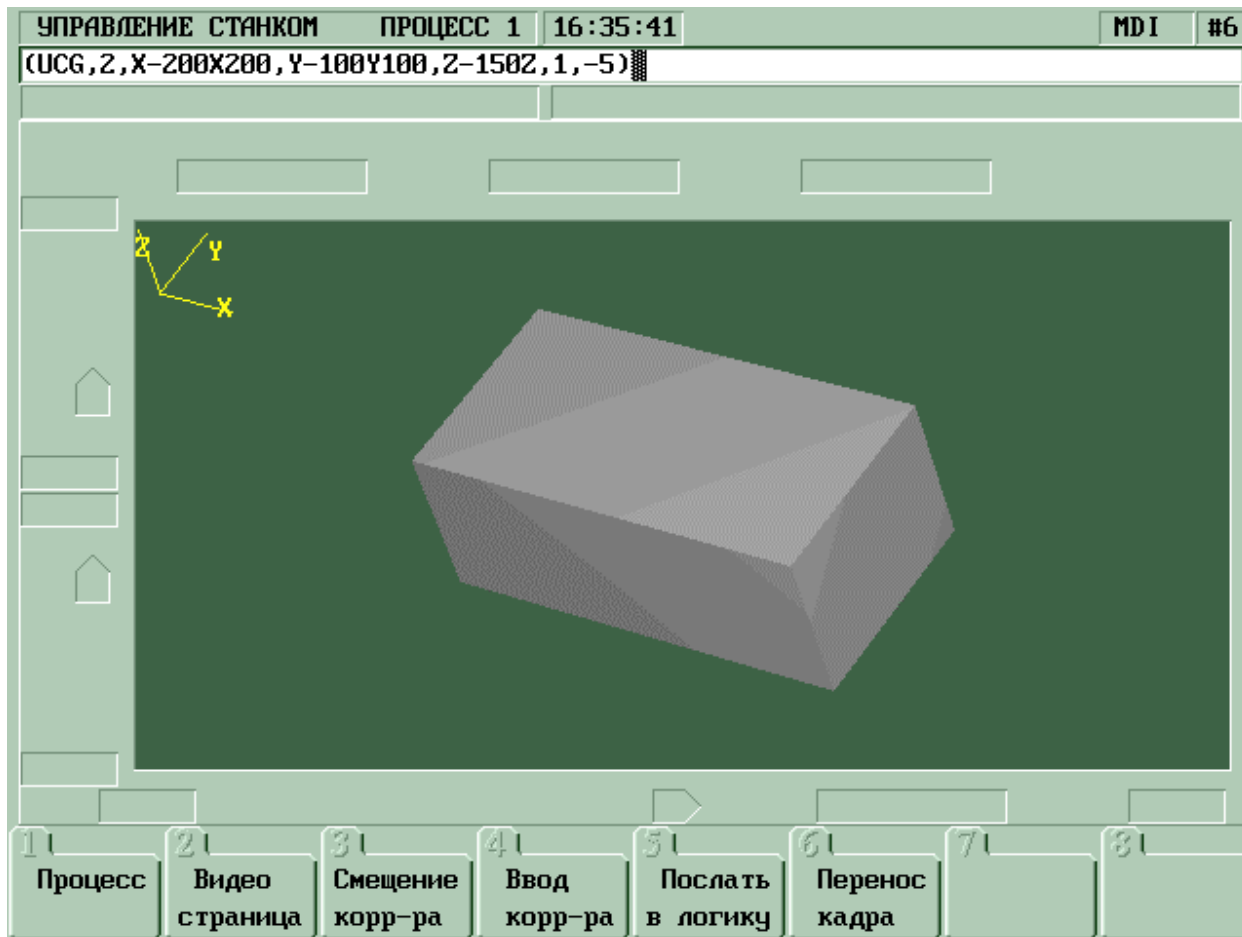 УПРАВЛЕНИЕ СТАНКОМ ПРОЦЕСС 1 16:35:41 MDI #6
(UCG,2,X-200X200,Y-100Y100,Z-150Z,1,-5)
Z Y
X
1 2 3 4 5 6 7 8
Процесс Видео Смещение Ввод Послать Перенос
страница корр-ра корр-ра в логику кадра